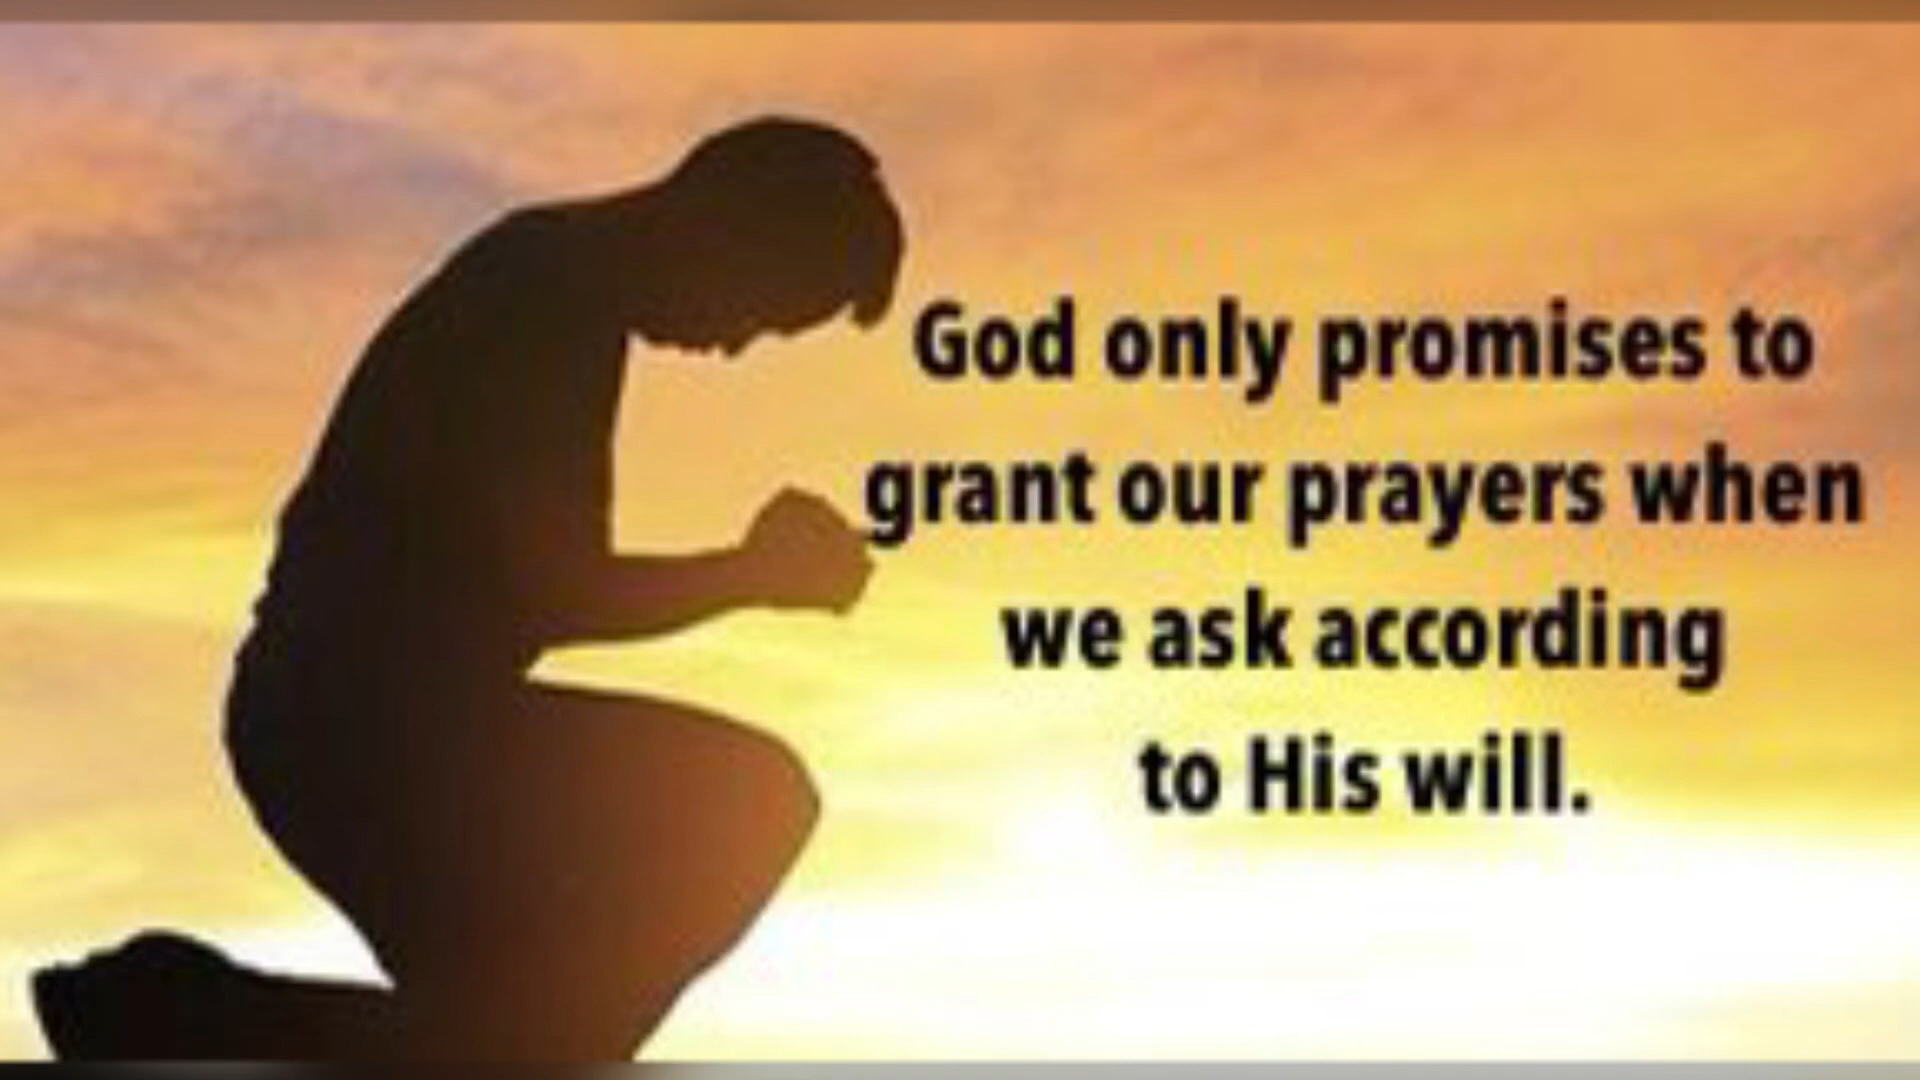 God only promises to
grant our prayers when
we ask according
to His will.